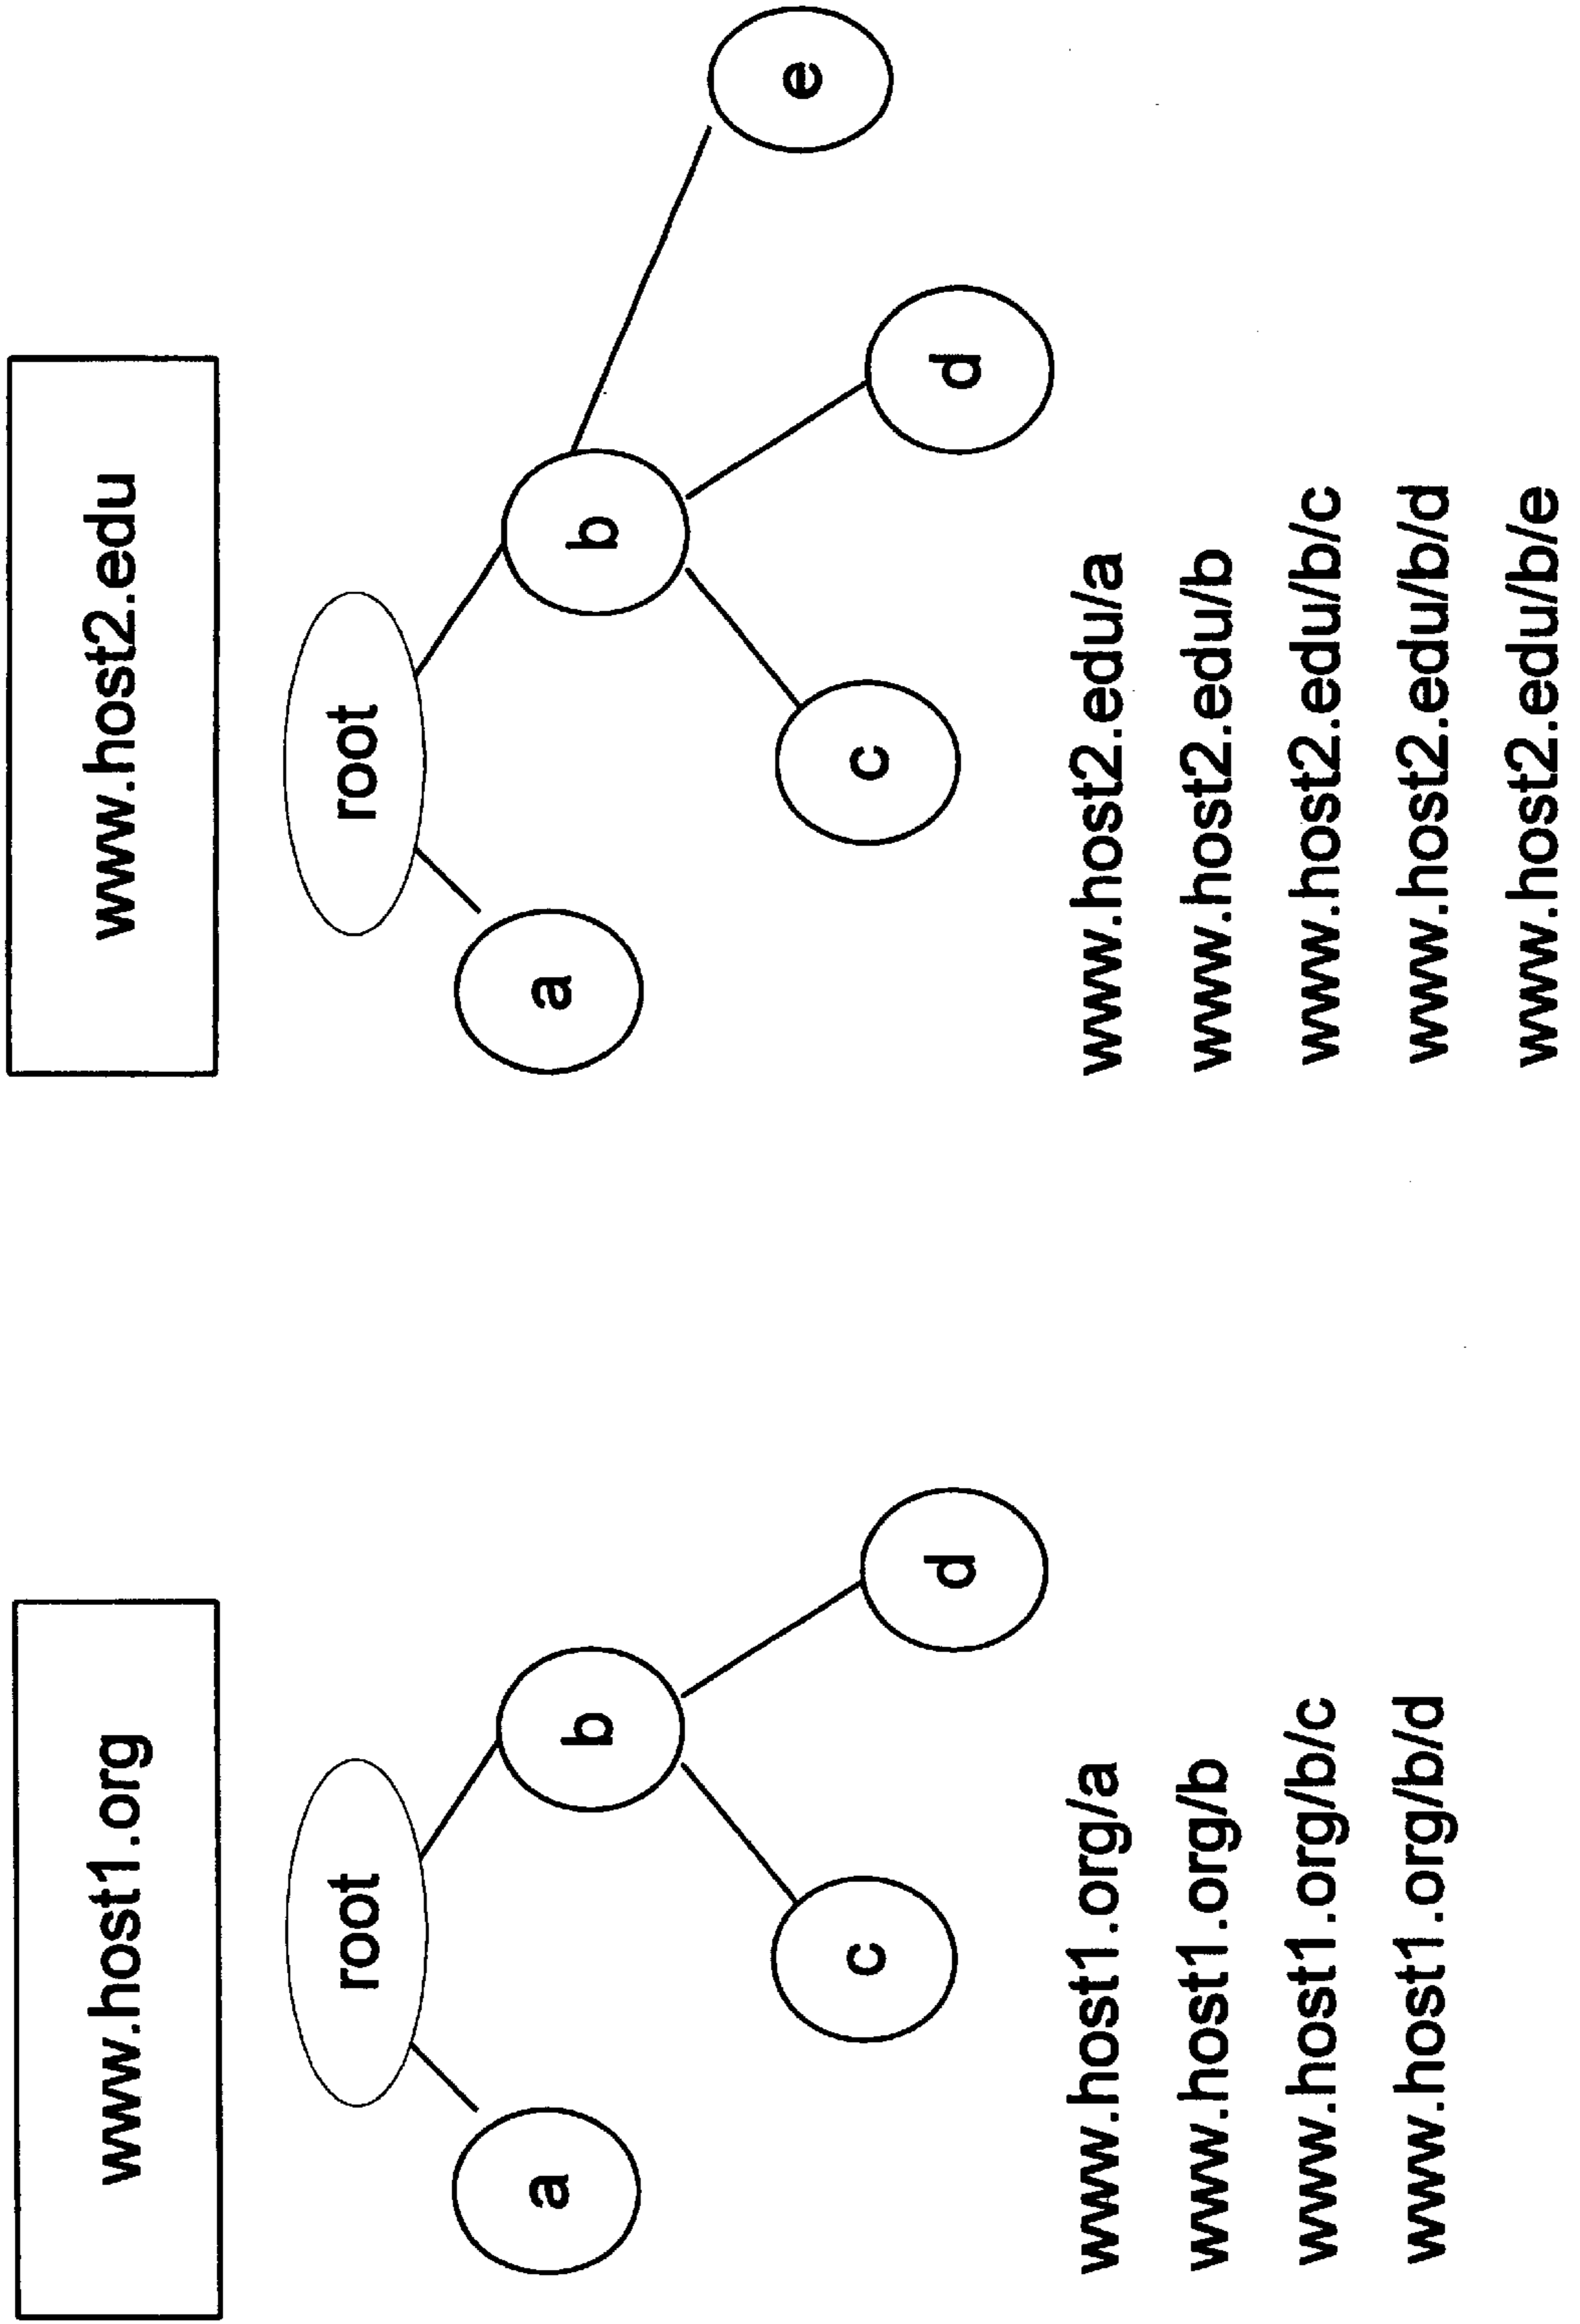 www.host1.org
root
a
b
c
d
www.host1.org/a
www.host1.org/b
www.host1.org/b/c
www.host1.org/b/d
www.host2.edu
root
a
b
e
c
d
www.host2.edu/a
www.host2.edu/b
www.host2.edu/b/c
www.host2.edu/b/d
www.host2.edu/b/e